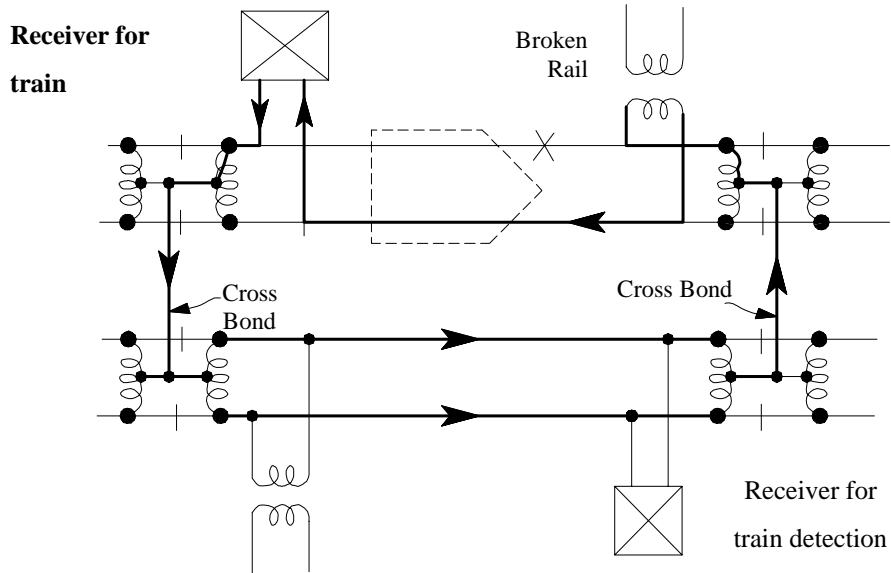 Receiver for
train
Broken
Rail
Cross
Bond
Cross Bond
Receiver for
train detection